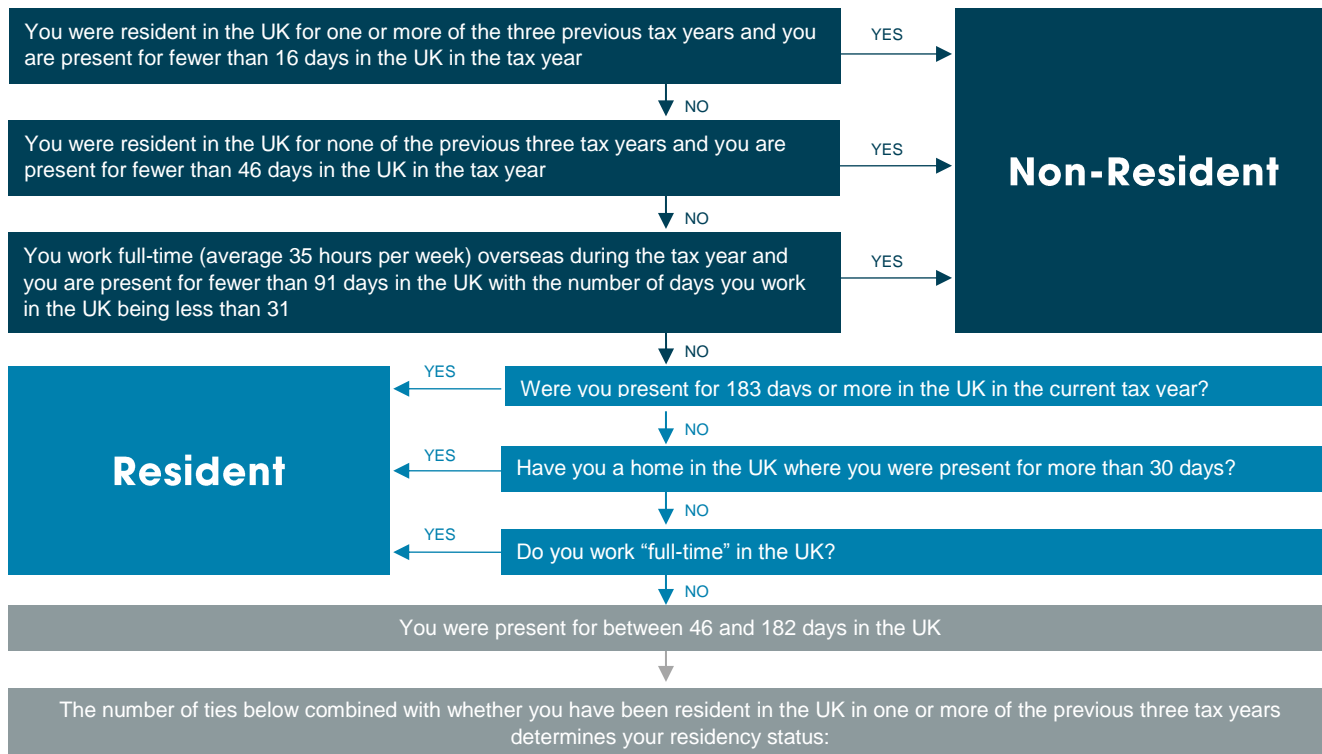 You were resident in the UK for one or more of the three previous tax years and you
are present for fewer than 16 days in the UK in the tax year
YES
NO
You were resident in the UK for none of the previous three tax years and you are
present for fewer than 46 days in the UK in the tax year
YES
Non-Resident
NO
You work full-time (average 35 hours per week) overseas during the tax year and
you are present for fewer than 91 days in the UK with the number of days you work
in the UK being less than 31
YES
NO
Were you present for 183 days or more in the UK in the current tax year?
YES
NO
Resident
Have you a home in the UK where you were present for more than 30 days?
YES
NO
Do you work “full-time” in the UK?
YES
NO
You were present for between 46 and 182 days in the UK
The number of ties below combined with whether you have been resident in the UK in one or more of the previous three tax years
determines your residency status: